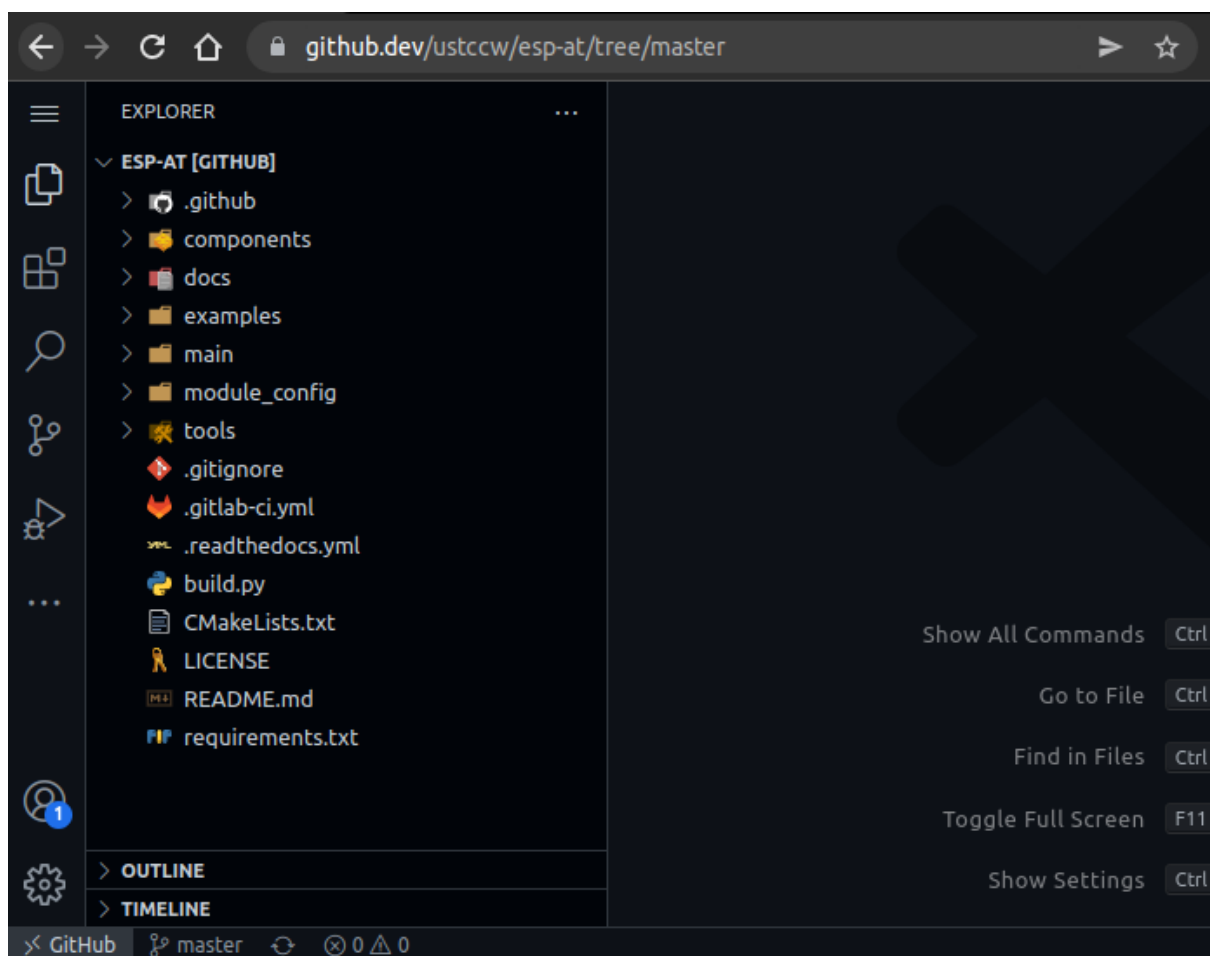 github.dev/ustccw/esp-at/tree/master
EXPLORER
ESP-AT [GITHUB]
.github
components
docs
examples
main
module_config
tools
.gitignore
.gitlab-ci.yml
YAML .readthedocs.yml
build.py
CMakeLists.txt
LICENSE
M↓ README.md
PIP requirements.txt
Show All Commands Ctrl
Go to File Ctrl
Find in Files Ctrl
Toggle Full Screen F11
Show Settings Ctrl
1
OUTLINE
TIMELINE
GitHub master 0 0